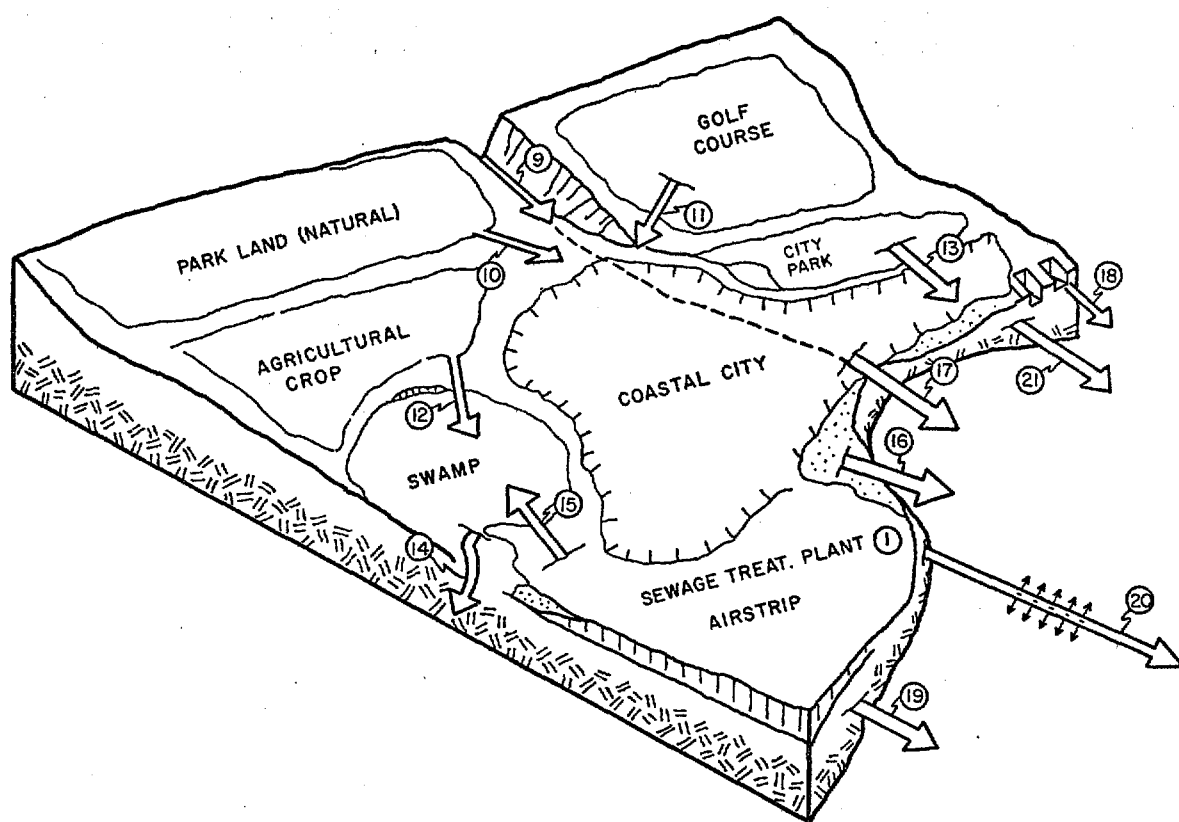 GOLF
COURSE
9
11
PARK LAND (NATURAL)
CITY
PARK
13
18
10
AGRICULTURAL
CROP
COASTAL CITY
17
21
12
SWAMP
16
15
14
SEWAGE TREAT. PLANT 1
AIRSTRIP
20
19